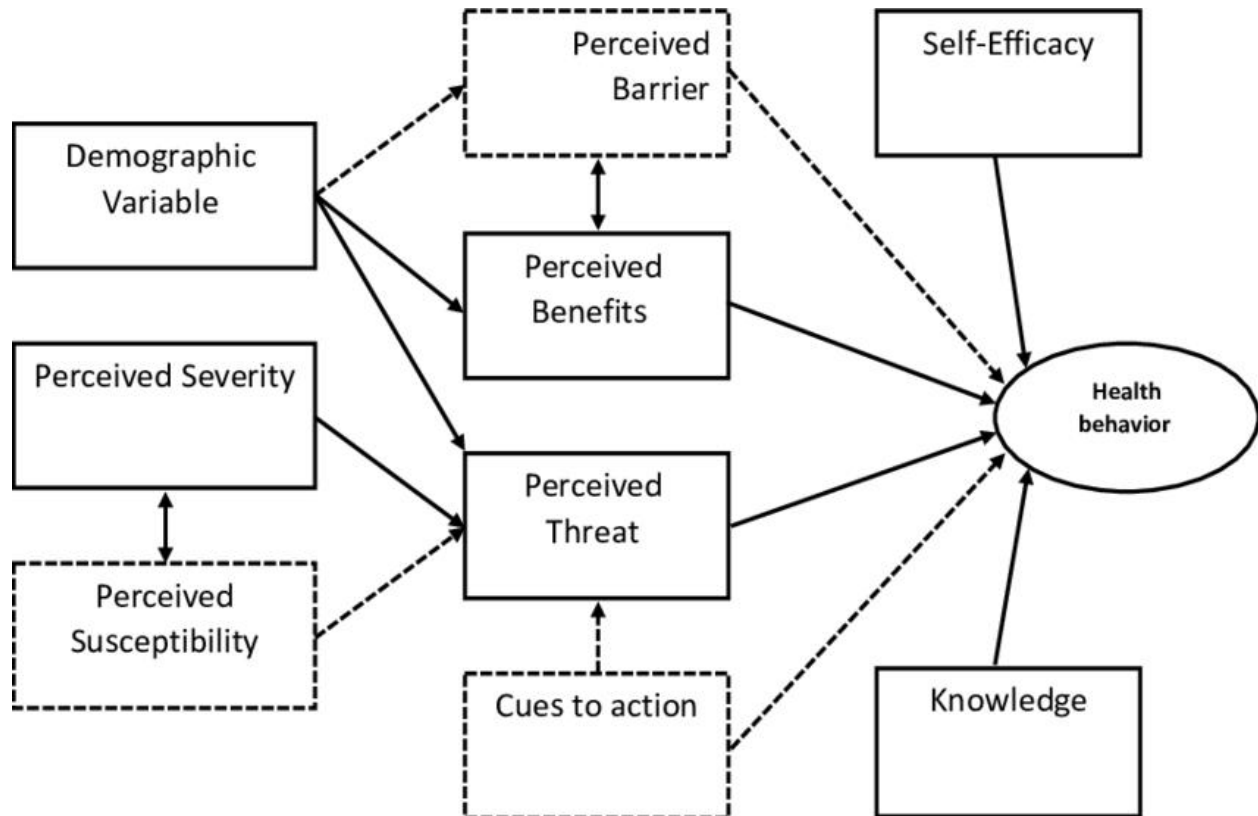 Perceived
Barrier
Self-Efficacy
Demographic
Variable
Perceived
Benefits
Perceived Severity
Health
behavior
Perceived
Threat
Perceived
Susceptibility
Cues to action
Knowledge